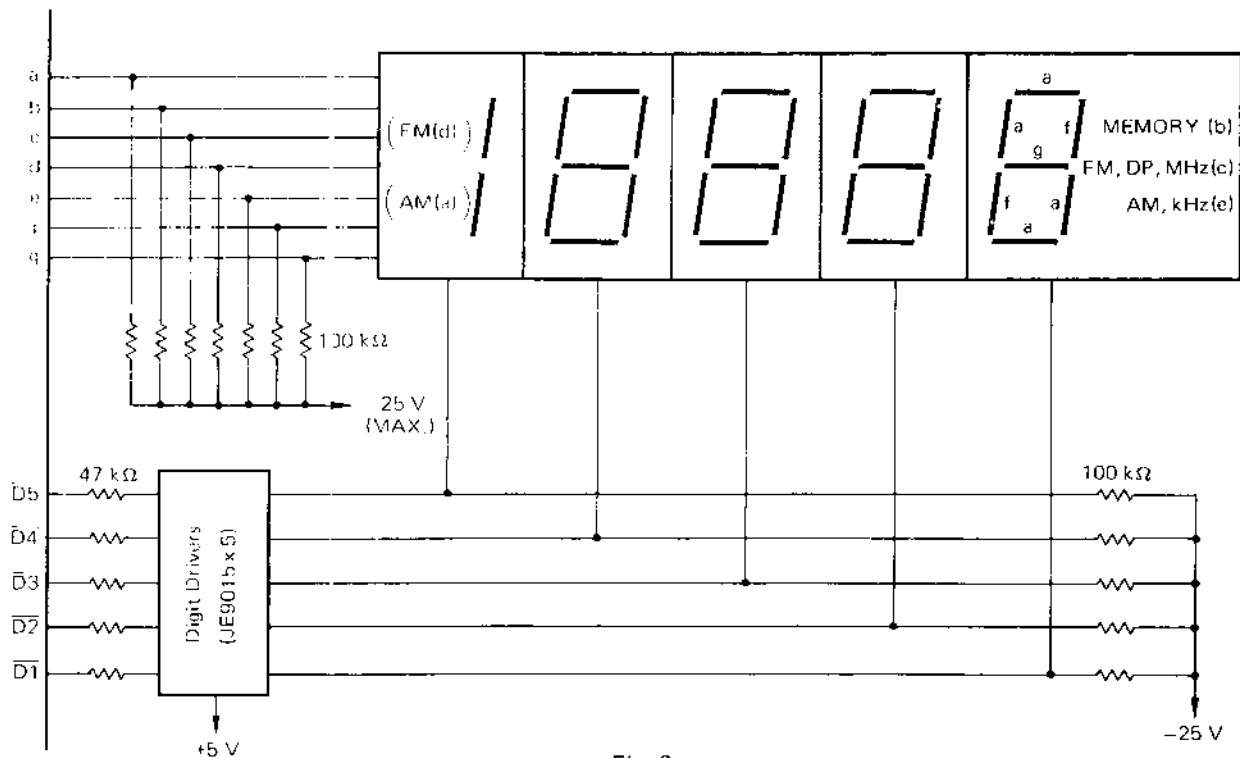 a
b
c
d
e
f
g
FM(d)
AM(a)
a
a f
g
f a
a
MEMORY (b)
FM, DP, MHz(c)
AM, kHz(e)
100 kΩ
25 V
(MAX.)
47 kΩ
D5
D4
D3
D2
D1
Digit Drivers
(JE9015 x 5)
+5 V
100 kΩ
-25 V